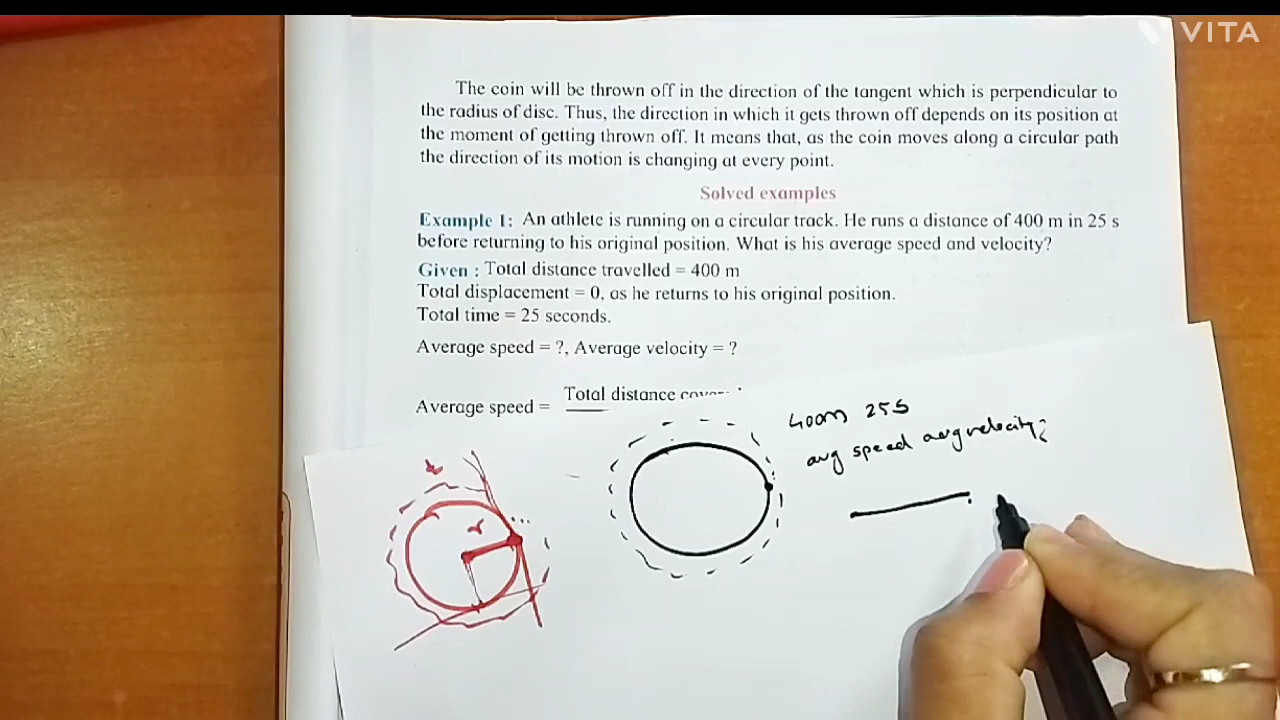 VITA
The coin will be thrown off in the direction of the tangent which is perpendicular to
the radius of disc. Thus, the direction in which it gets thrown off depends on its position at
the moment of getting thrown off. It means that, as the coin moves along a circular path
the direction of its motion is changing at every point.
Solved examples
Example 1: An athlete is running on a circular track. He runs a distance of 400 m in 25 s
before returning to his original position. What is his average speed and velocity?
Given : Total distance travelled = 400 m
Total displacement = 0, as he returns to his original position.
Total time = 25 seconds.
Average speed = ?, Average velocity = ?
Total distance
Average speed =
400m 25s
avg speed avg velocity?
r